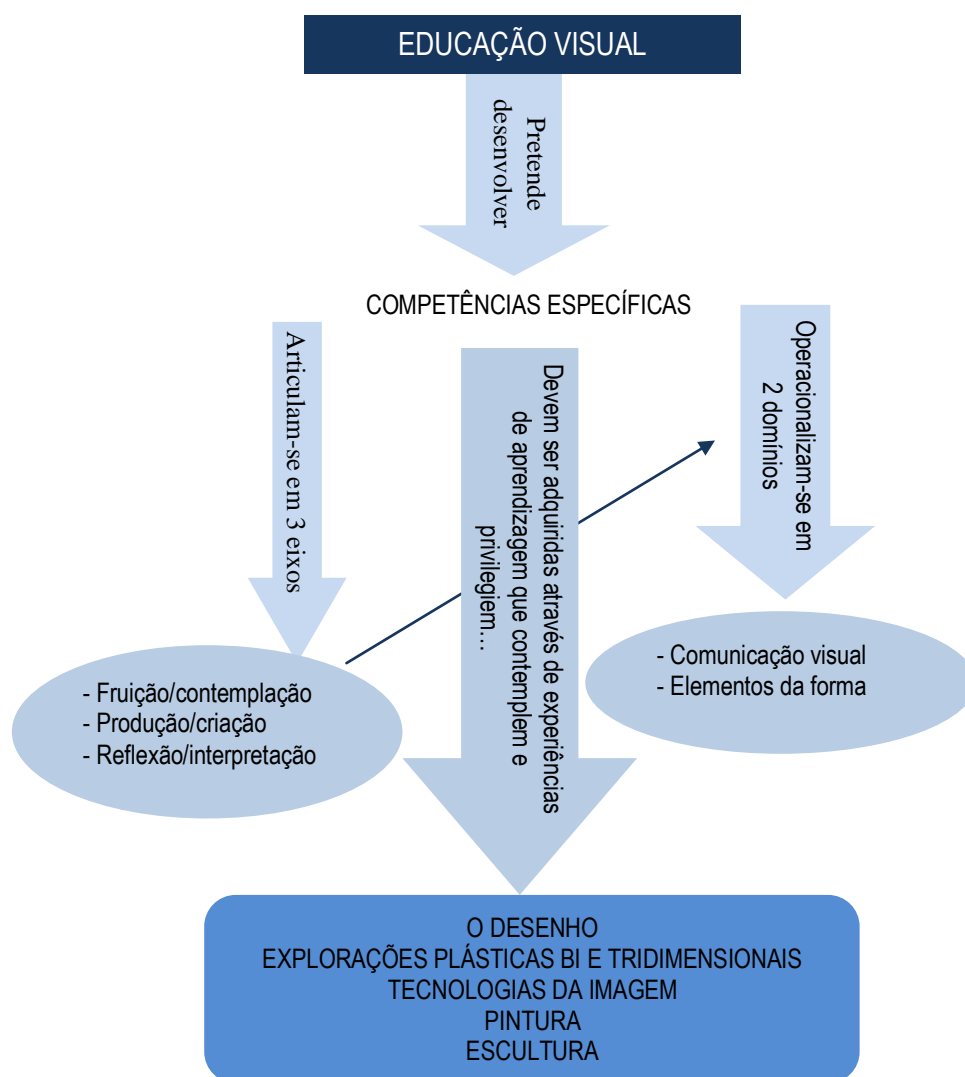 EDUCAÇÃO VISUAL
Pretende
desenvolver
COMPETÊNCIAS ESPECÍFICAS
Articulam-se em 3 eixos
Devem ser adquiridas através de experiências
de aprendizagem que contemplem e
privilegiem…
Operacionalizam-se em
2 domínios
- Fruição/contemplação
- Produção/criação
- Reflexão/interpretação
- Comunicação visual
- Elementos da forma
O DESENHO
EXPLORAÇÕES PLÁSTICAS BI E TRIDIMENSIONAIS
TECNOLOGIAS DA IMAGEM
PINTURA
ESCULTURA